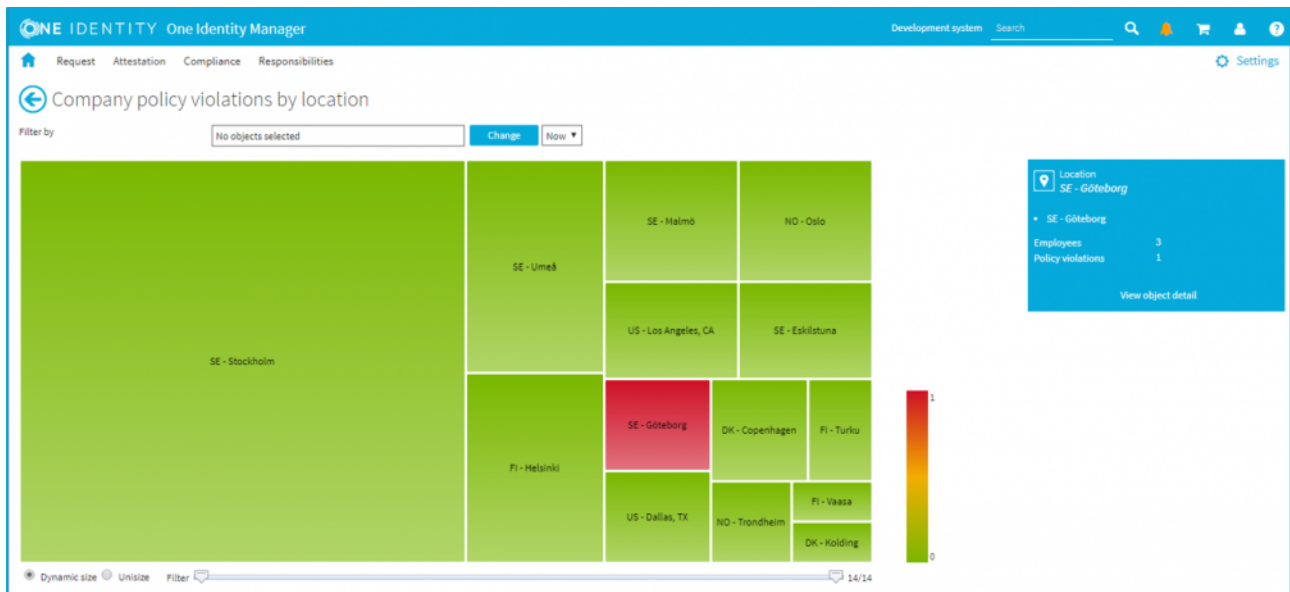 ONE IDENTITY One Identity Manager
Development system Search
Request Attestation Compliance Responsibilities
Settings
Company policy violations by location
Filter by
No objects selected
Change
Now
SE - Stockholm
SE - Umeå
FI - Helsinki
SE - Malmö
NO - Oslo
US - Los Angeles, CA
SE - Eskilstuna
SE - Göteborg
DK - Copenhagen
FI - Turku
US - Dallas, TX
NO - Trondheim
FI - Vaasa
DK - Kolding
1
0
Location
SE - Göteborg
SE - Göteborg
Employees 3
Policy violations 1
View object detail
Dynamic size Unisize Filter 14/14